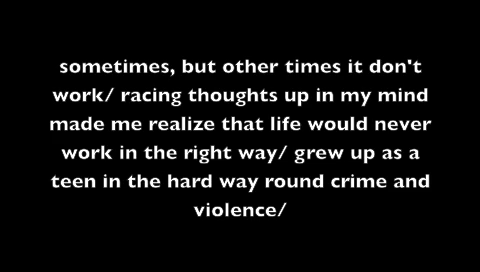 sometimes, but other times it don't
work/ racing thoughts up in my mind
made me realize that life would never
work in the right way/ grew up as a
teen in the hard way round crime and
violence/